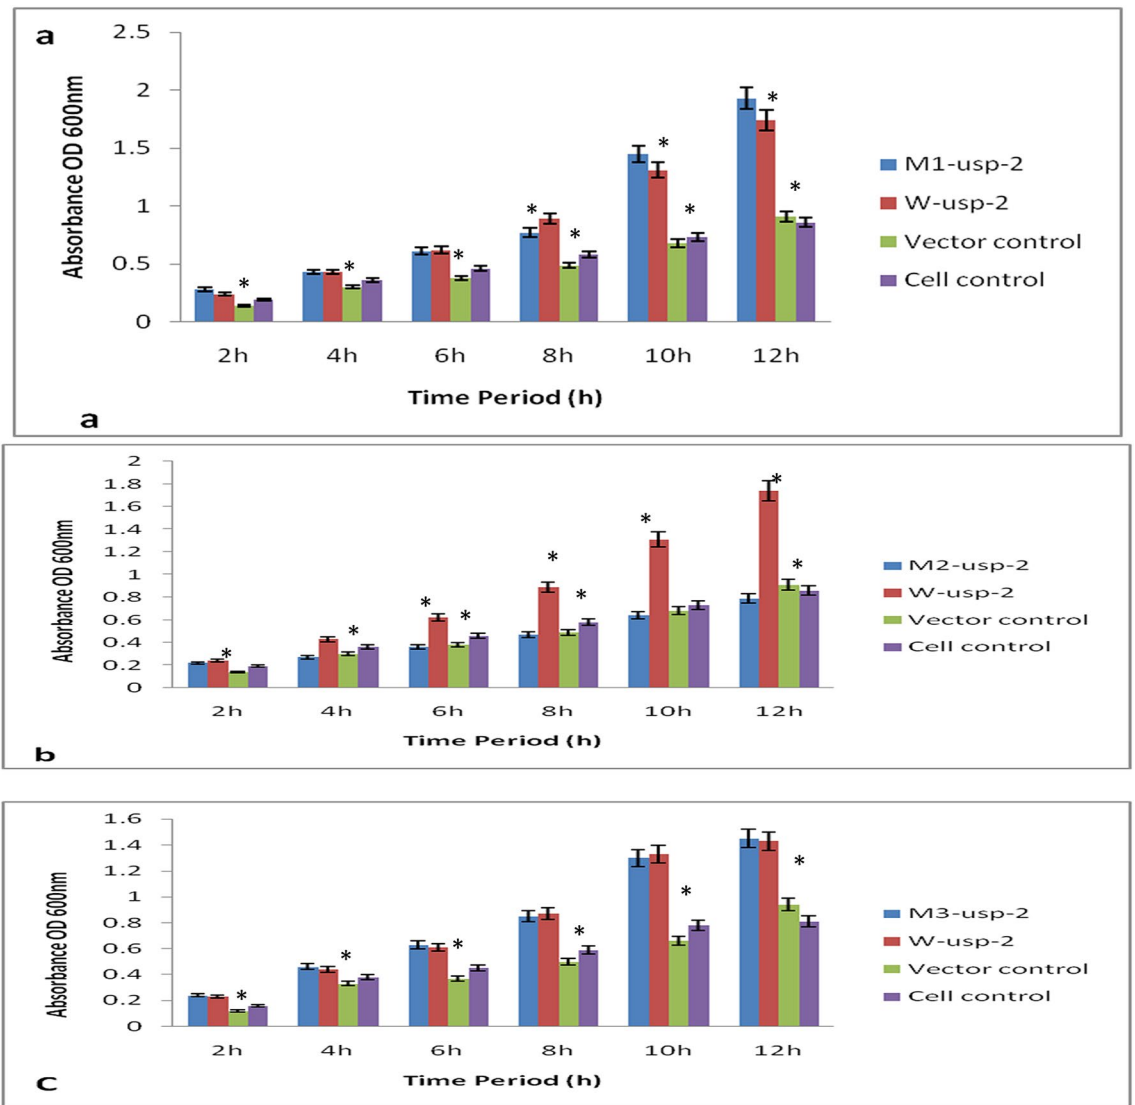 a
2.5
2
1.5
1
0.5
0
Absorbance OD 600nm
* * * * * * * * * *
2h 4h 6h 8h 10h 12h
Time Period (h)
M1-usp-2
W-usp-2
Vector control
Cell control
a
2
1.8
1.6
1.4
1.2
1
0.8
0.6
0.4
0.2
0
Absorbance OD 600nm
* * * * * * * * *
2h 4h 6h 8h 10h 12h
Time Period (h)
M2-usp-2
W-usp-2
Vector control
Cell control
b
1.6
1.4
1.2
1
0.8
0.6
0.4
0.2
0
Absorbance OD 600nm
* * * * * *
2h 4h 6h 8h 10h 12h
Time Period (h)
M3-usp-2
W-usp-2
Vector control
Cell control
C